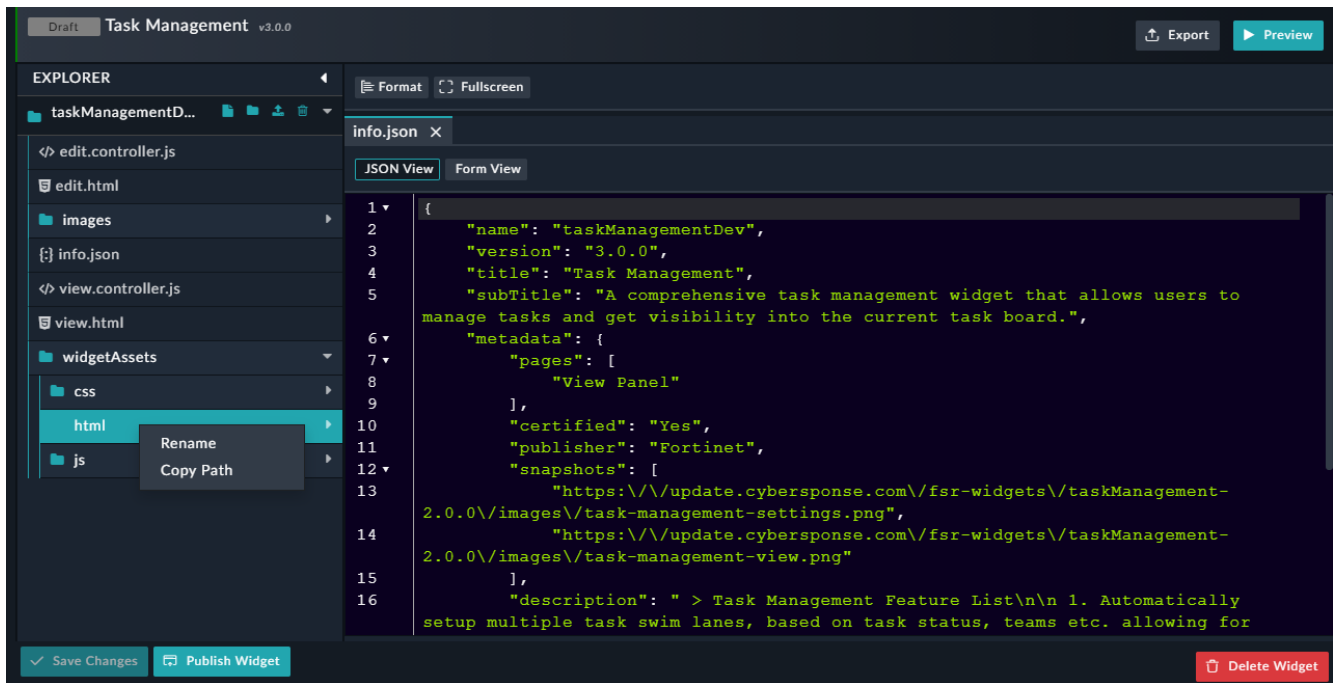 Draft Task Management v3.0.0
Export
Preview
EXPLORER
taskManagementD...
</> edit.controller.js
edit.html
images
{:} info.json
</> view.controller.js
view.html
widgetAssets
css
html
js
Rename
Copy Path
Format Fullscreen
info.json ×
JSON View Form View
1 {
2 "name": "taskManagementDev",
3 "version": "3.0.0",
4 "title": "Task Management",
5 "subTitle": "A comprehensive task management widget that allows users to
manage tasks and get visibility into the current task board.",
6 "metadata": {
7 "pages": [
8 "View Panel"
9 ],
10 "certified": "Yes",
11 "publisher": "Fortinet",
12 "snapshots": [
13 "https:\/\/update.cybersponse.com\/fsr-widgets\/taskManagement-
2.0.0\/images\/task-management-settings.png",
14 "https:\/\/update.cybersponse.com\/fsr-widgets\/taskManagement-
2.0.0\/images\/task-management-view.png"
15 ],
16 "description": " > Task Management Feature List\n\n 1. Automatically
setup multiple task swim lanes, based on task status, teams etc. allowing for
Save Changes
Publish Widget
Delete Widget